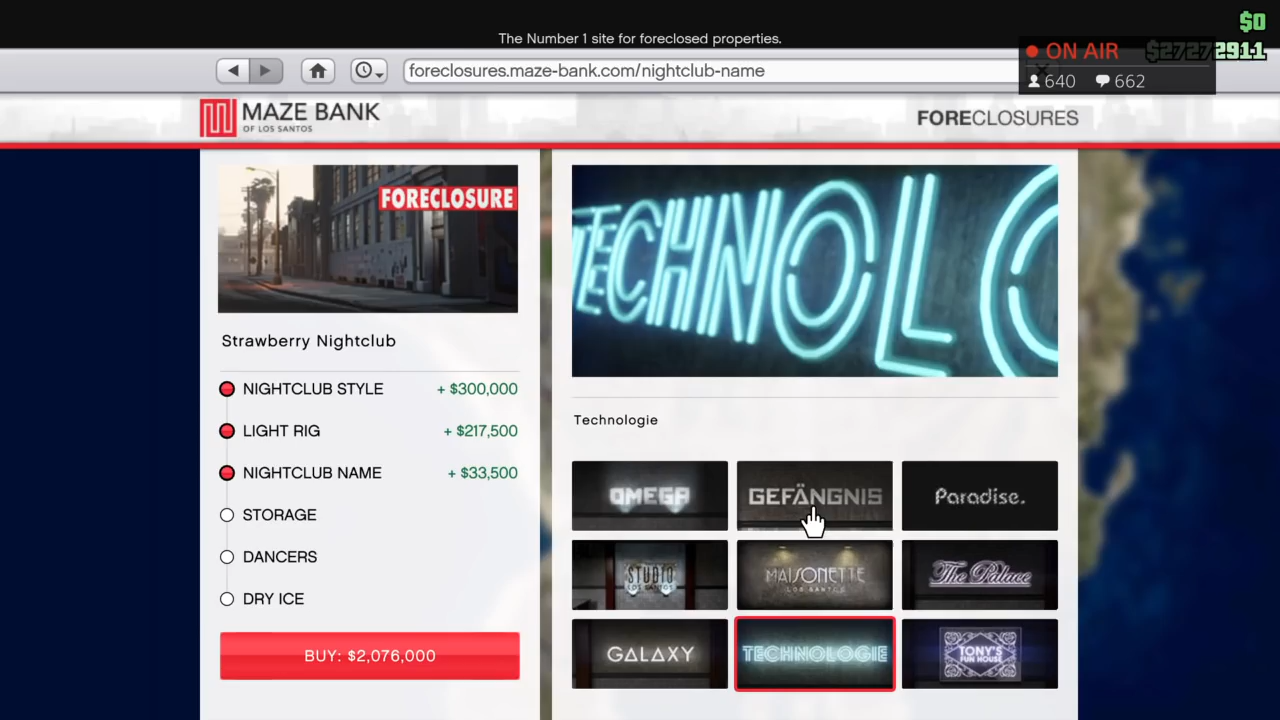 $0
The Number 1 site for foreclosed properties.
ON AIR
$27272911
640 662
foreclosures.maze-bank.com/nightclub-name
MAZE BANK
OF LOS SANTOS
FORECLOSURES
FORECLOSURE
TECHNOLO
Strawberry Nightclub
NIGHTCLUB STYLE + $300,000
LIGHT RIG + $217,500
NIGHTCLUB NAME + $33,500
STORAGE
DANCERS
DRY ICE
BUY: $2,076,000
Technologie
OMEGA GEFÄNGNIS Paradise.
STUDIO
LOS SANTOS
MAISONETTE
LOS SANTOS
The Palace
GALAXY TECHNOLOGIE
TONY'S
FUN HOUSE